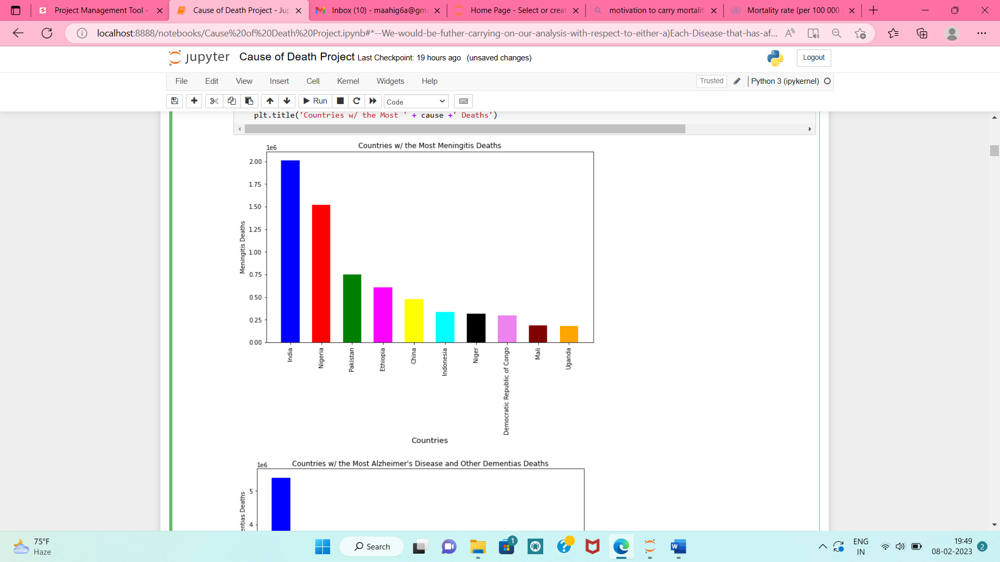 Project Management Tool -
Cause of Death Project - Jup
Inbox (10) - maahig6a@gm
Home Page - Select or creat
motivation to carry mortalit
Mortality rate (per 100 000
localhost:8888/notebooks/Cause%20of%20Death%20Project.ipynb#*--We-would-be-futher-carrying-on-our-analysis-with-respect-to-either-a)Each-Disease-that-has-af...
jupyter Cause of Death Project Last Checkpoint: 19 hours ago (unsaved changes)
Logout
File Edit View Insert Cell Kernel Widgets Help
Trusted
Python 3 (ipykernel)
Run
Code
plt.title('Countries w/ the Most ' + cause +' Deaths')
Countries w/ the Most Meningitis Deaths
1e6
2.00
1.75
1.50
1.25
1.00
0.75
0.50
0.25
0.00
Meningitis Deaths
India
Nigeria
Pakistan
Ethiopia
China
Indonesia
Niger
Democratic Republic of Congo
Mali
Uganda
Countries
Countries w/ the Most Alzheimer's Disease and Other Dementias Deaths
1e6
5
4
entias Deaths
75°F
Haze
Search
1
ENG
IN
19:49
08-02-2023
2